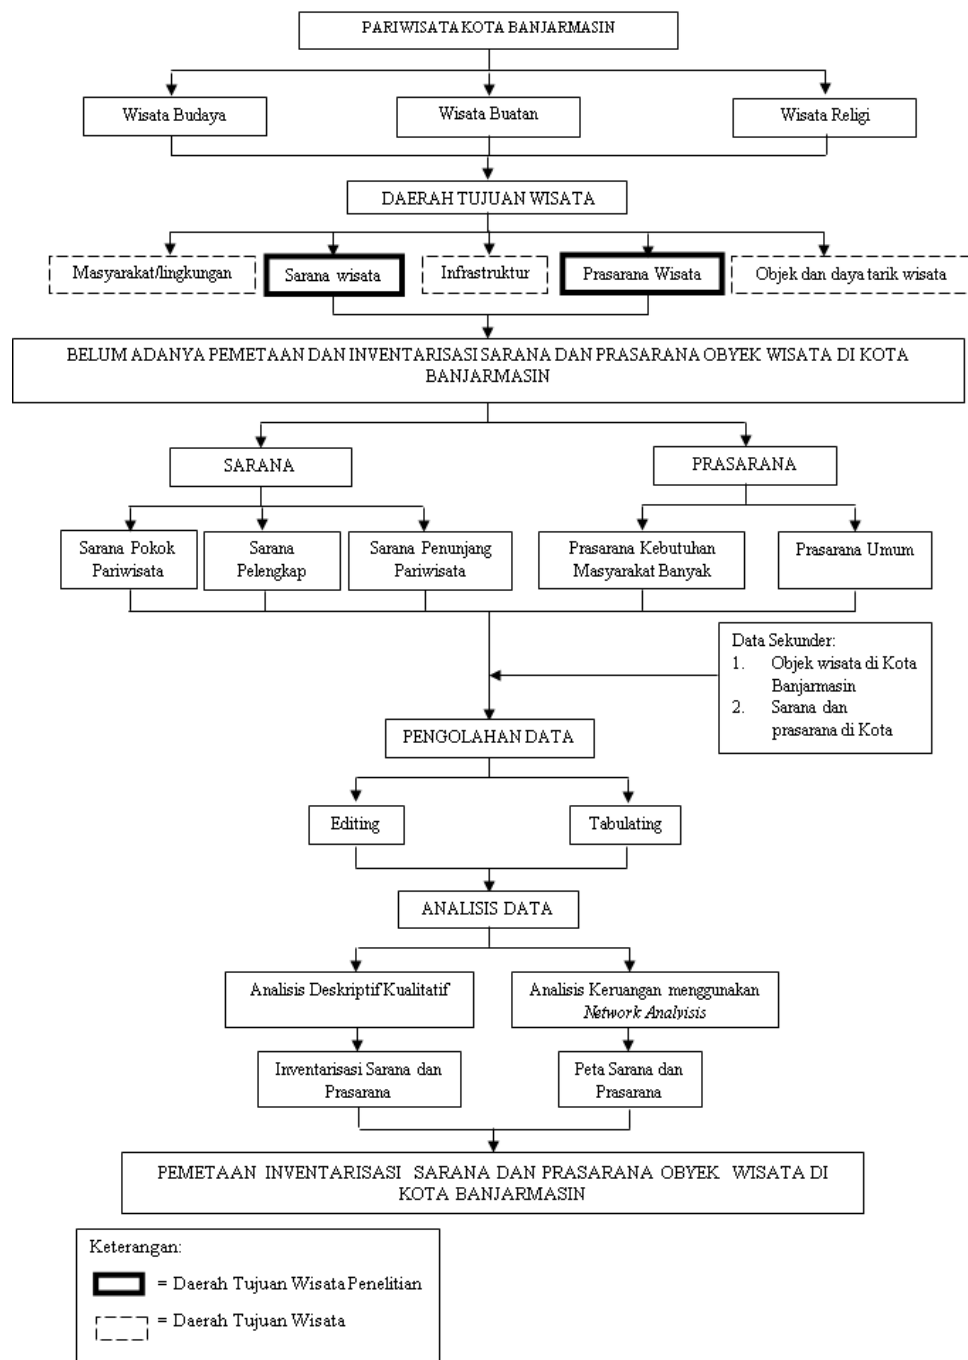 PARIWISATA KOTA BANJARMASIN
Wisata Budaya
Wisata Buatan
Wisata Religi
DAERAH TUJUAN WISATA
Masyarakat/lingkungan
Sarana wisata
Infrastruktur
Prasarana Wisata
Objek dan daya tarik wisata
BELUM ADANYA PEMETAAN DAN INVENTARISASI SARANA DAN PRASARANA OBYEK WISATA DI KOTA
BANJARMASIN
SARANA
PRASARANA
Sarana Pokok
Pariwisata
Sarana
Pelengkap
Sarana Penunjang
Pariwisata
Prasarana Kebutuhan
Masyarakat Banyak
Prasarana Umum
Data Sekunder:
1. Objek wisata di Kota
Banjarmasin
2. Sarana dan
prasarana di Kota
PENGOLAHAN DATA
Editing
Tabulating
ANALISIS DATA
Analisis Deskriptif Kualitatif
Analisis Keruangan menggunakan
Network Analyisis
Inventarisasi Sarana dan
Prasarana
Peta Sarana dan
Prasarana
PEMETAAN INVENTARISASI SARANA DAN PRASARANA OBYEK WISATA DI
KOTA BANJARMASIN
Keterangan:
= Daerah Tujuan Wisata Penelitian
= Daerah Tujuan Wisata